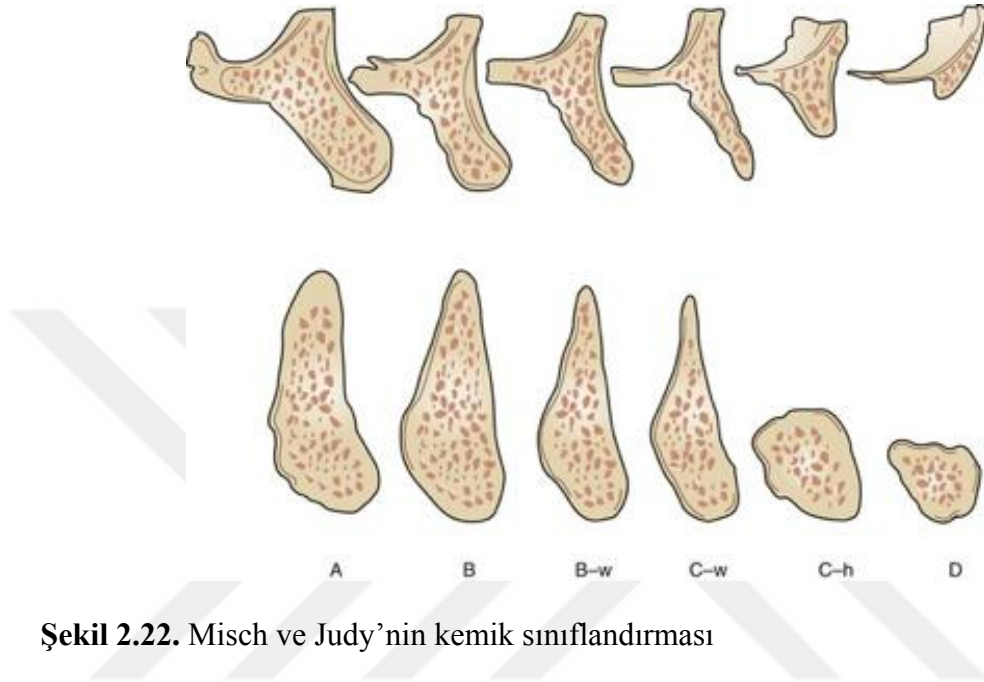 A B B–w C–w C–h D
Şekil 2.22. Misch ve Judy’nin kemik sınıflandırması